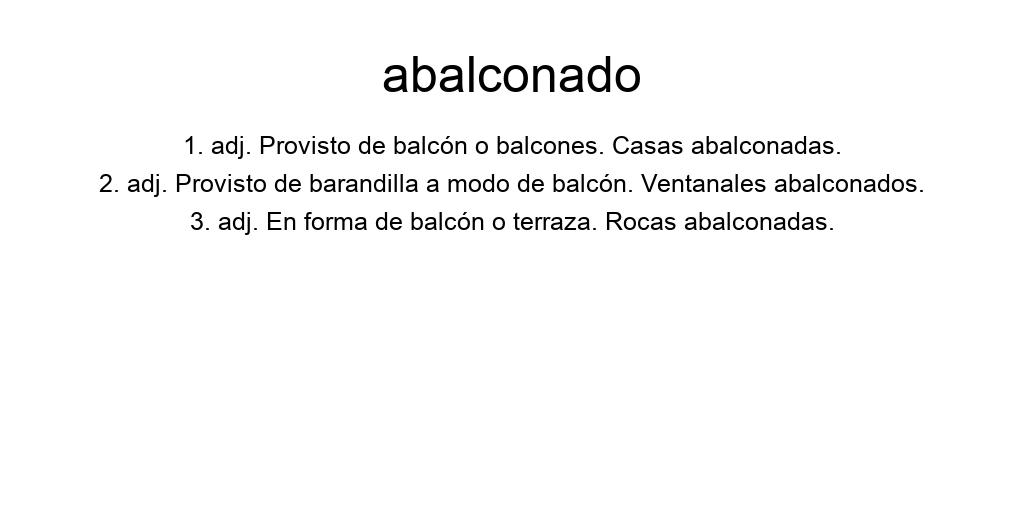 abalconado
1. adj. Provisto de balcón o balcones. Casas abalconadas.
2. adj. Provisto de barandilla a modo de balcón. Ventanales abalconados.
3. adj. En forma de balcón o terraza. Rocas abalconadas.